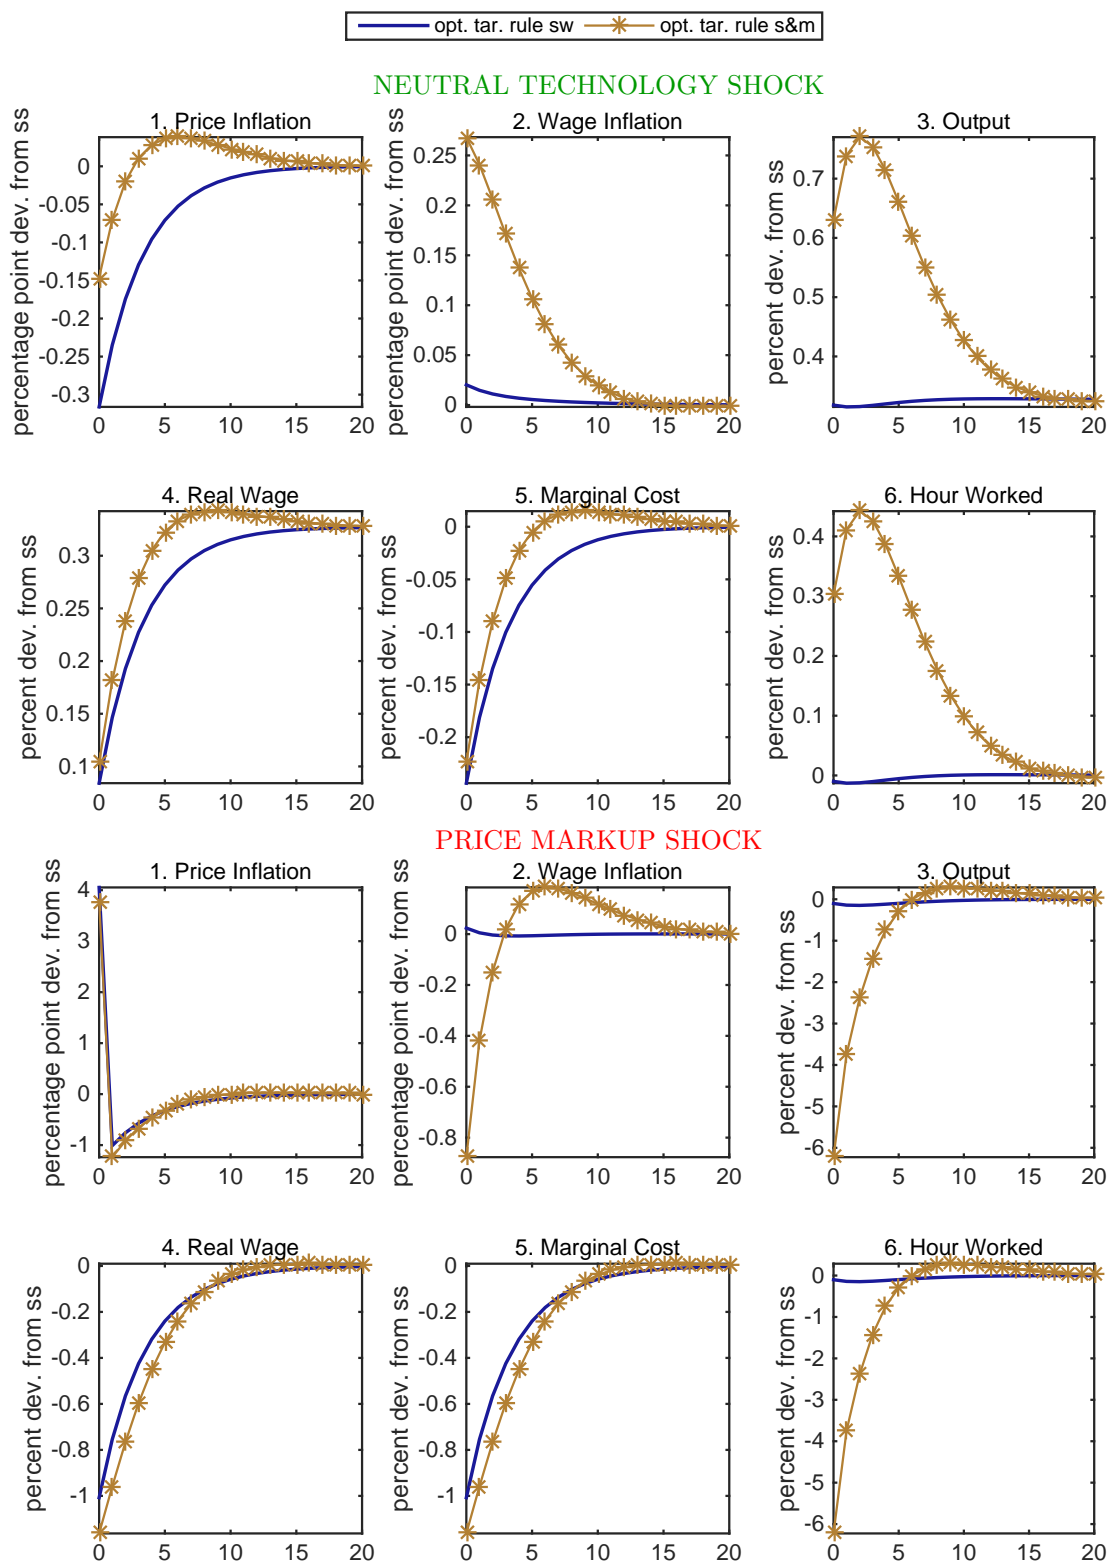 opt. tar. rule sw opt. tar. rule s&m
NEUTRAL TECHNOLOGY SHOCK
1. Price Inflation
percentage point dev. from ss
0
-0.05
-0.1
-0.15
-0.2
-0.25
-0.3
0 5 10 15 20
2. Wage Inflation
percentage point dev. from ss
0.25
0.2
0.15
0.1
0.05
0
0 5 10 15 20
3. Output
percent dev. from ss
0.7
0.6
0.5
0.4
0 5 10 15 20
4. Real Wage
percent dev. from ss
0.3
0.25
0.2
0.15
0.1
0 5 10 15 20
5. Marginal Cost
percent dev. from ss
0
-0.05
-0.1
-0.15
-0.2
0 5 10 15 20
6. Hour Worked
percent dev. from ss
0.4
0.3
0.2
0.1
0
0 5 10 15 20
PRICE MARKUP SHOCK
1. Price Inflation
percentage point dev. from ss
4
3
2
1
0
-1
0 5 10 15 20
2. Wage Inflation
percentage point dev. from ss
0
-0.2
-0.4
-0.6
-0.8
0 5 10 15 20
3. Output
percent dev. from ss
0
-1
-2
-3
-4
-5
-6
0 5 10 15 20
4. Real Wage
percent dev. from ss
0
-0.2
-0.4
-0.6
-0.8
-1
0 5 10 15 20
5. Marginal Cost
percent dev. from ss
0
-0.2
-0.4
-0.6
-0.8
-1
0 5 10 15 20
6. Hour Worked
percent dev. from ss
0
-1
-2
-3
-4
-5
-6
0 5 10 15 20